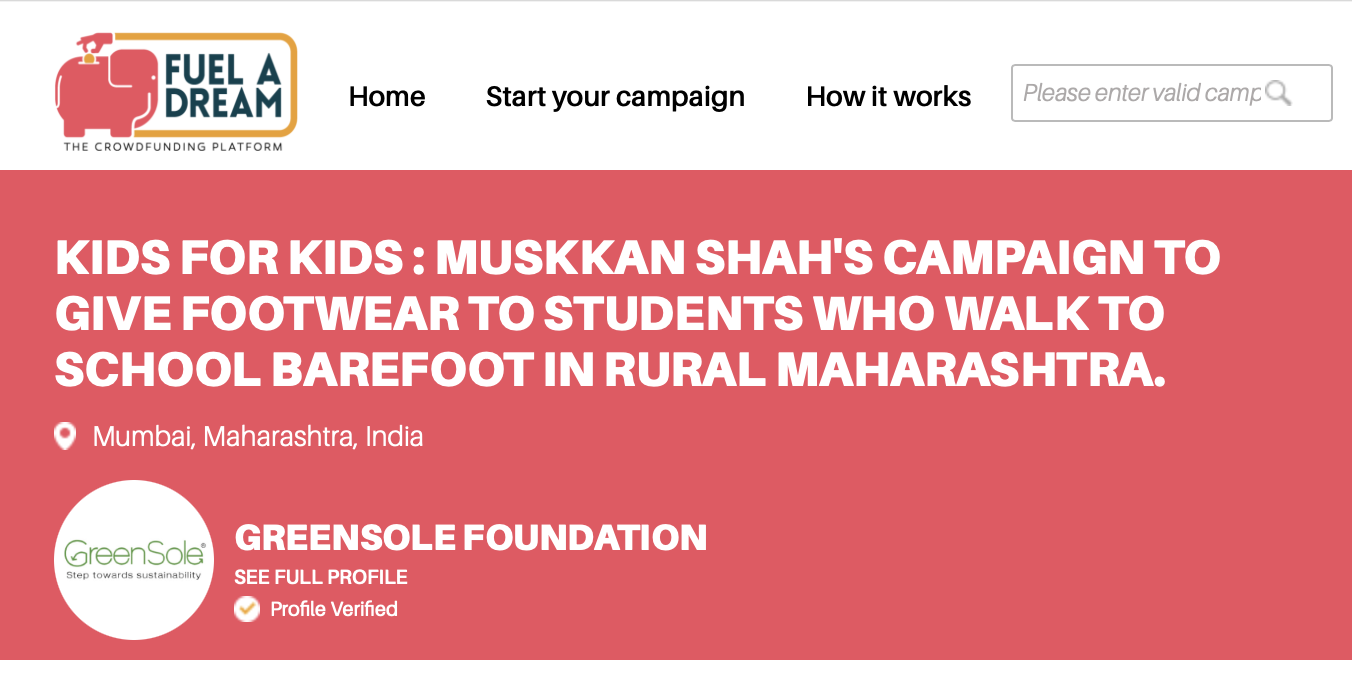 FUEL A
DREAM
THE CROWDFUNDING PLATFORM
Home Start your campaign How it works
Please enter valid camp
KIDS FOR KIDS : MUSKKAN SHAH'S CAMPAIGN TO
GIVE FOOTWEAR TO STUDENTS WHO WALK TO
SCHOOL BAREFOOT IN RURAL MAHARASHTRA.
Mumbai, Maharashtra, India
GreenSole®
Step towards sustainability
GREENSOLE FOUNDATION
SEE FULL PROFILE
Profile Verified